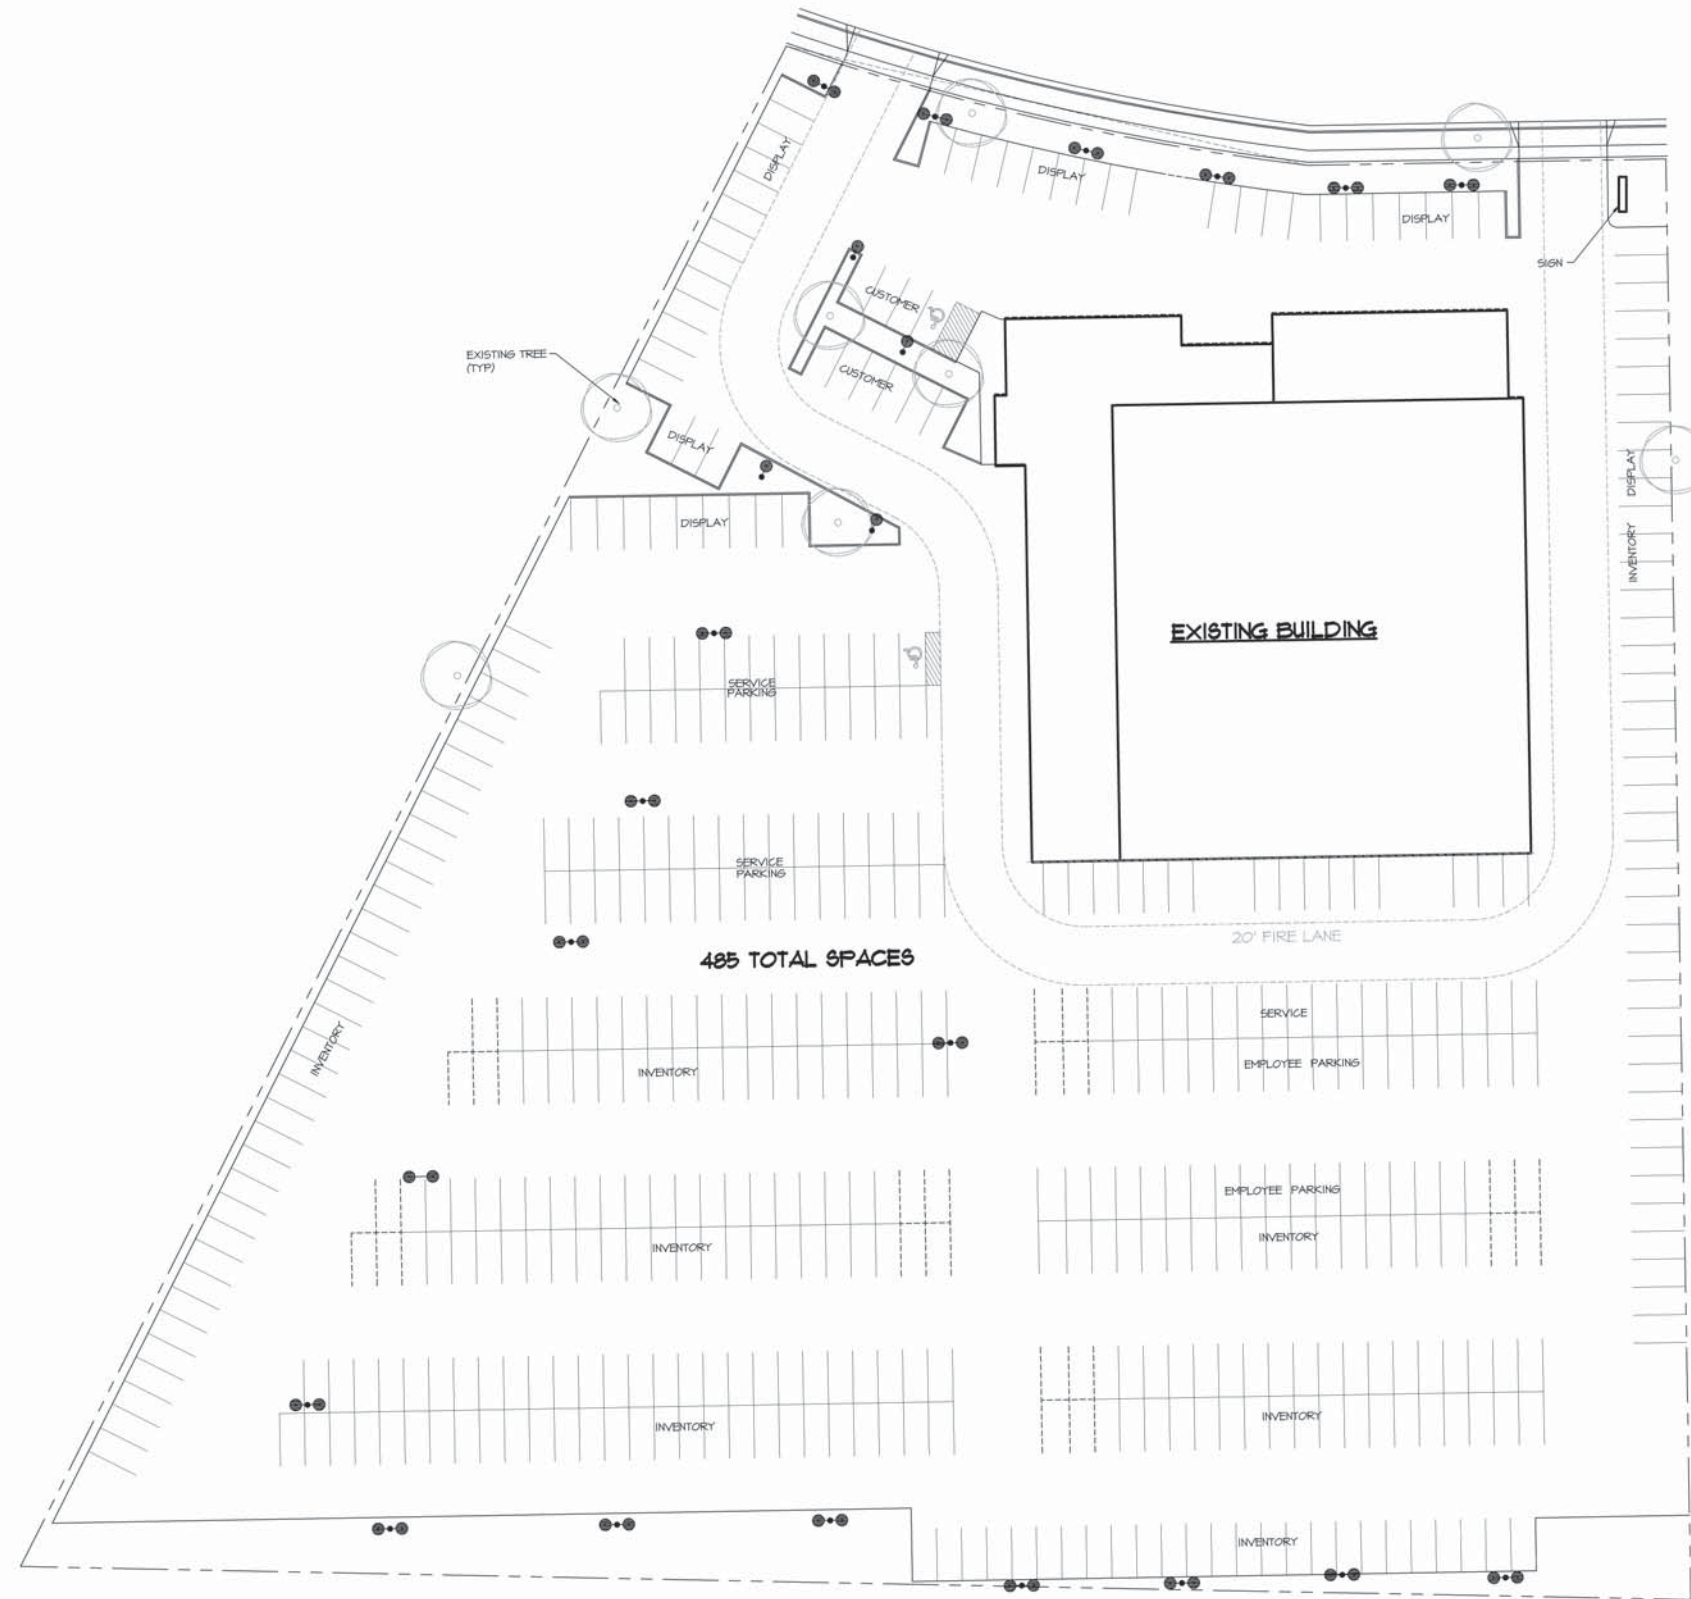 DISPLAY
DISPLAY
DISPLAY
SIGN
CUSTOMER
CUSTOMER
EXISTING TREE
(TYP)
DISPLAY
DISPLAY
DISPLAY
INVENTORY
EXISTING BUILDING
SERVICE
PARKING
SERVICE
PARKING
20' FIRE LANE
485 TOTAL SPACES
INVENTORY
SERVICE
EMPLOYEE PARKING
INVENTORY
EMPLOYEE PARKING
INVENTORY
INVENTORY
INVENTORY
INVENTORY
INVENTORY